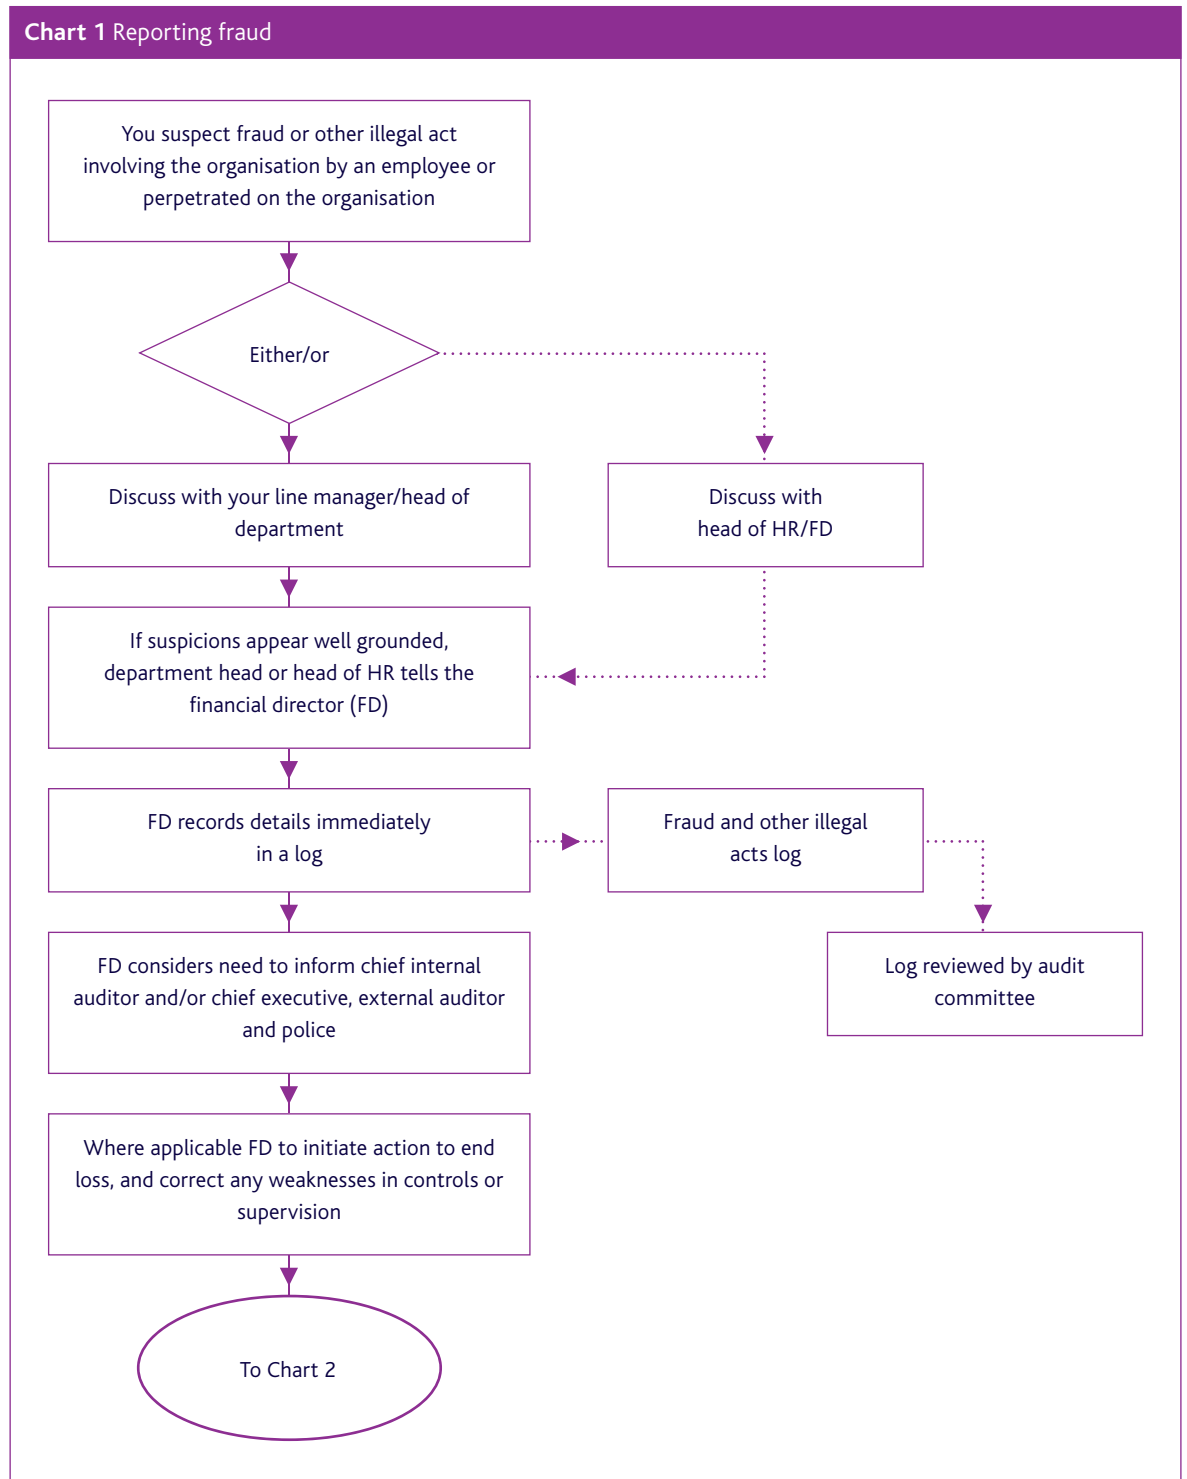 Chart 1 Reporting fraud
You suspect fraud or other illegal act
involving the organisation by an employee or
perpetrated on the organisation
Either/or
Discuss with your line manager/head of
department
Discuss with
head of HR/FD
If suspicions appear well grounded,
department head or head of HR tells the
financial director (FD)
FD records details immediately
in a log
Fraud and other illegal
acts log
FD considers need to inform chief internal
auditor and/or chief executive, external auditor
and police
Log reviewed by audit
committee
Where applicable FD to initiate action to end
loss, and correct any weaknesses in controls or
supervision
To Chart 2